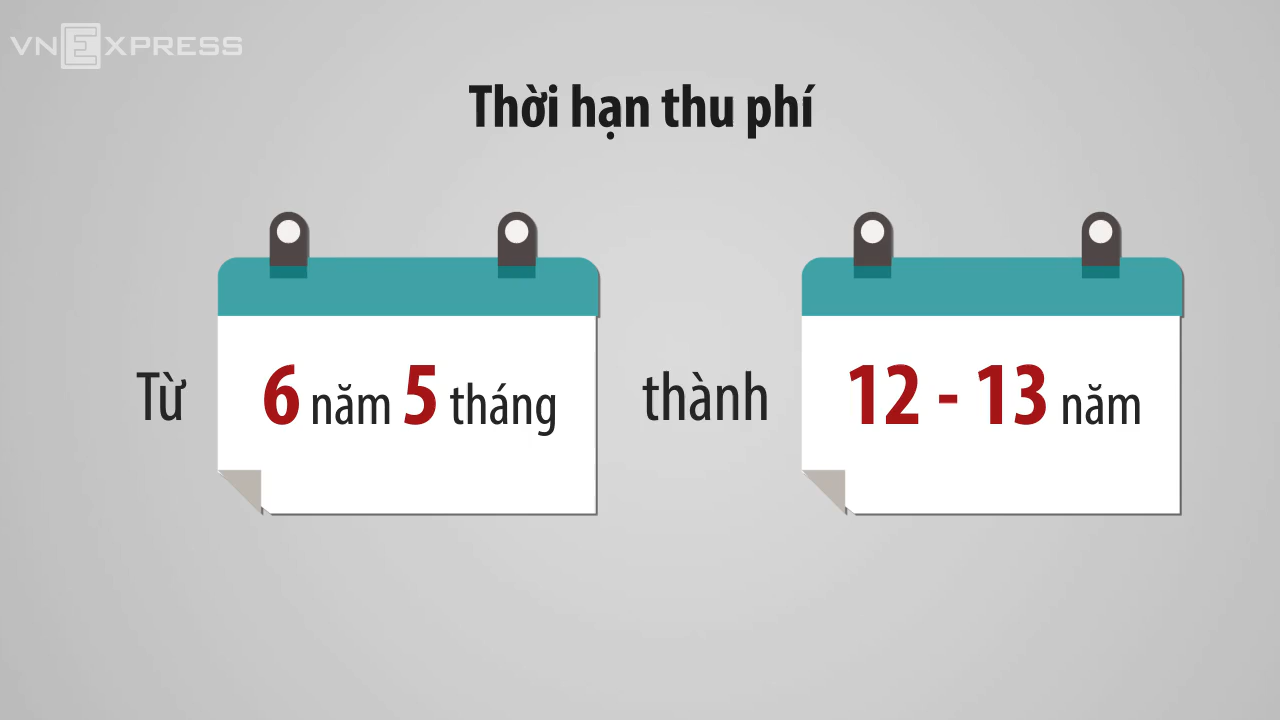 VNEXPRESS
Thời hạn thu phí
Từ 6 năm 5 tháng thành 12 - 13 năm